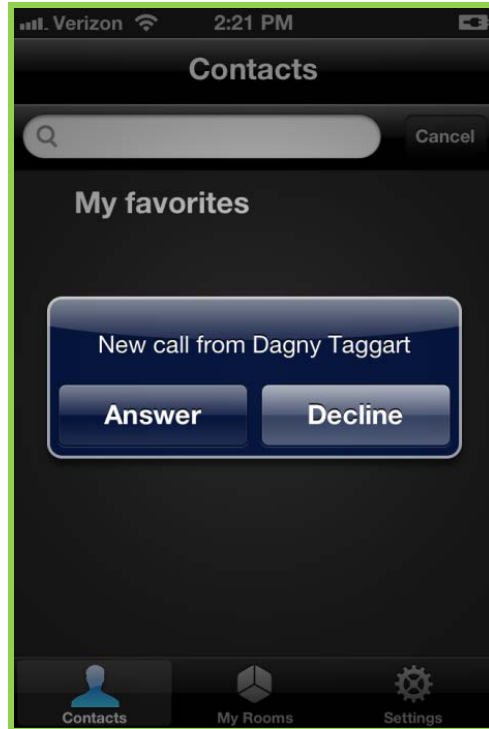 Verizon 2:21 PM
Contacts
Cancel
My favorites
New call from Dagny Taggart
Answer Decline
Contacts My Rooms Settings